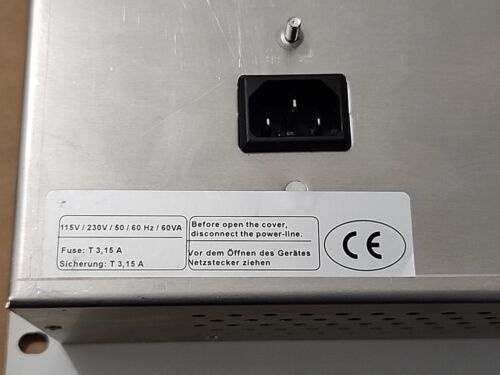 115V / 230V / 50 / 60 Hz / 60VA
Fuse: T 3,15 A
Sicherung: T 3,15 A
Before open the cover,
disconnect the power-line.
Vor dem Öffnen des Gerätes
Netzstecker ziehen
CE